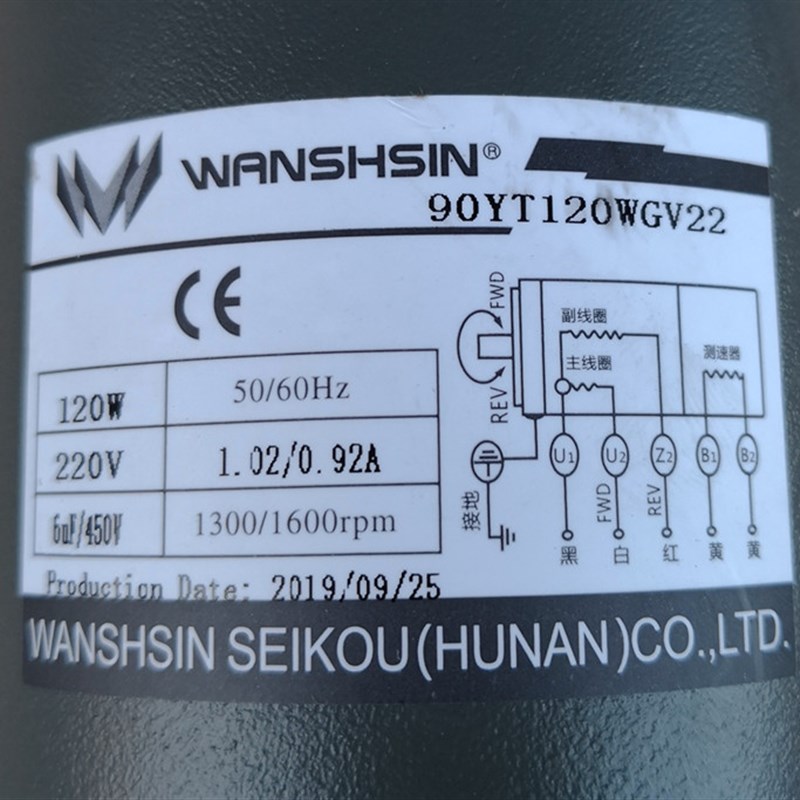 WANSHSIN®
90YT120WGV22
CE
120W 50/60Hz
220V 1.02/0.92A
6uF/450V 1300/1600rpm
Production Date: 2019/09/25
FWD
REV
副线圈
主线圈
测速器
U1 U2 Z2 B1 B2
接地
FWD REV
黑 白 红 黄 黄
WANSHSIN SEIKOU(HUNAN)CO.,LTD.